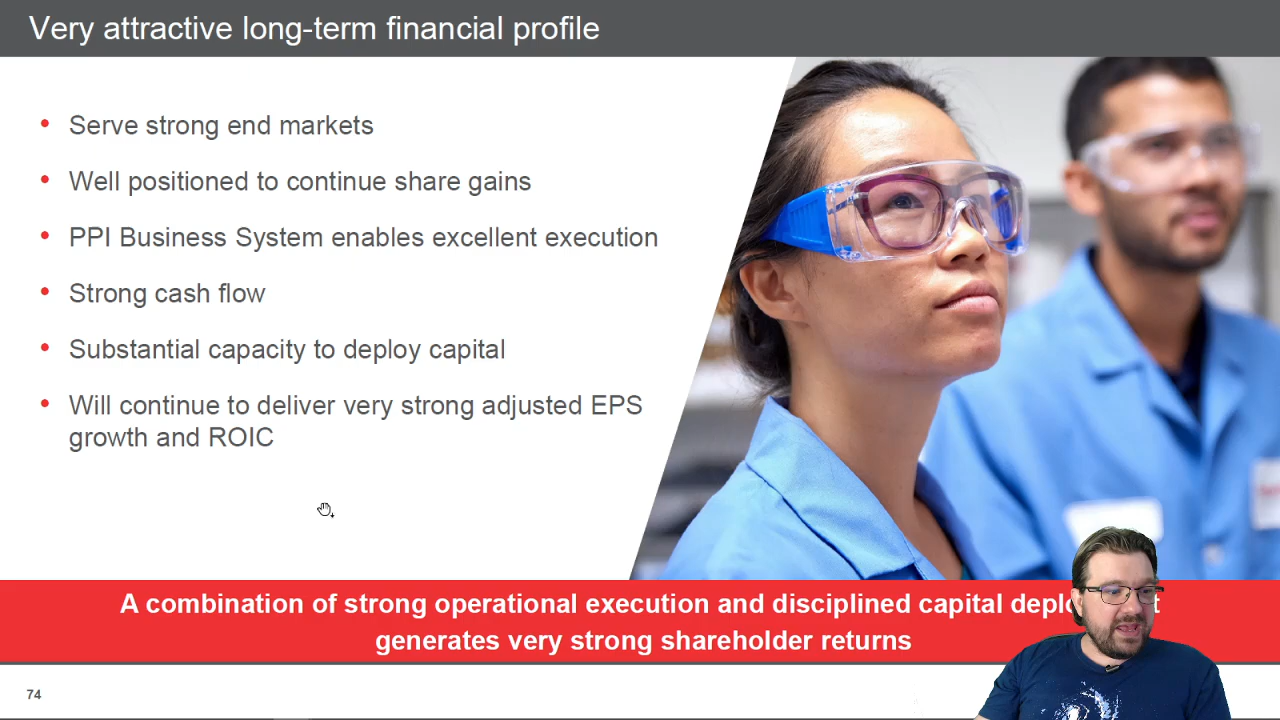 Very attractive long-term financial profile
• Serve strong end markets
• Well positioned to continue share gains
• PPI Business System enables excellent execution
• Strong cash flow
• Substantial capacity to deploy capital
• Will continue to deliver very strong adjusted EPS
growth and ROIC
A combination of strong operational execution and disciplined capital
generates very strong shareholder returns
74